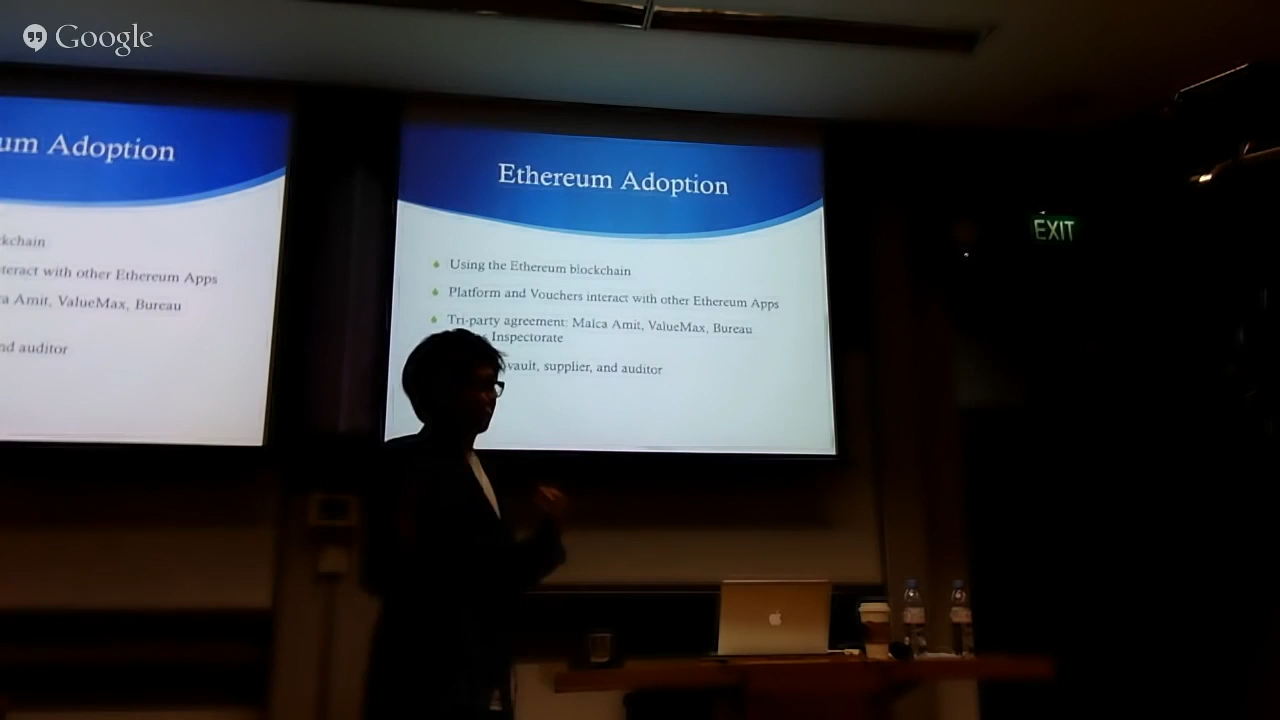 Google
um Adoption
kchain
teract with other Ethereum Apps
a Amit, ValueMax, Bureau
nd auditor
Ethereum Adoption
Using the Ethereum blockchain
Platform and Vouchers interact with other Ethereum Apps
Tri-party agreement: Malca Amit, ValueMax, Bureau
Inspectorate
vault, supplier, and auditor
EXIT